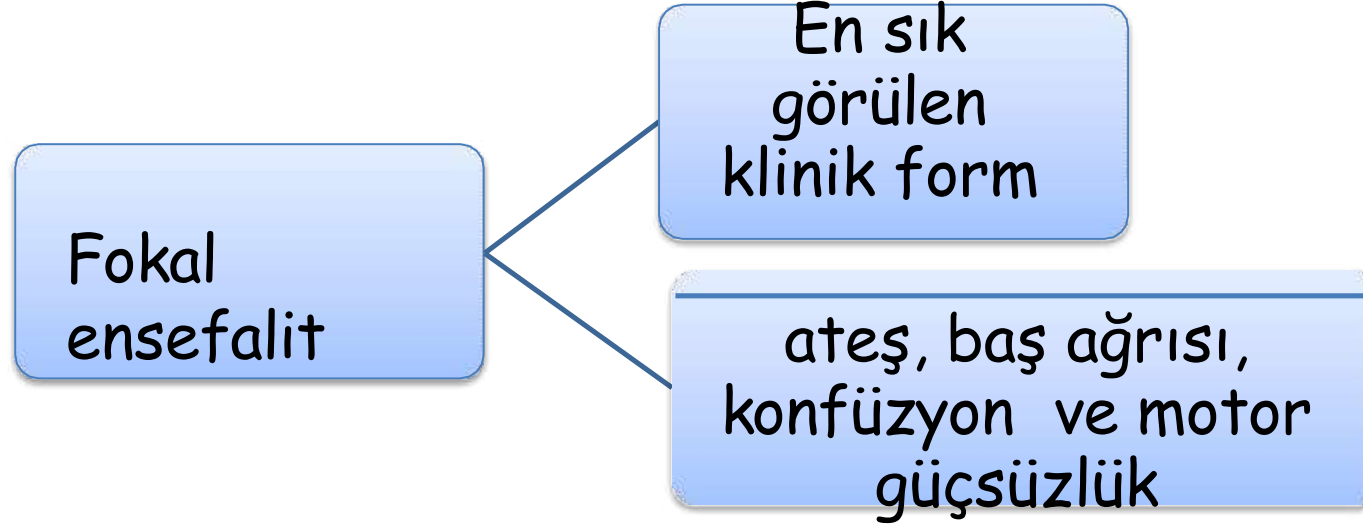 Fokal
ensefalit
En sık
görülen
klinik form
ateş, baş ağrısı,
konfüzyon ve motor
güçsüzlük